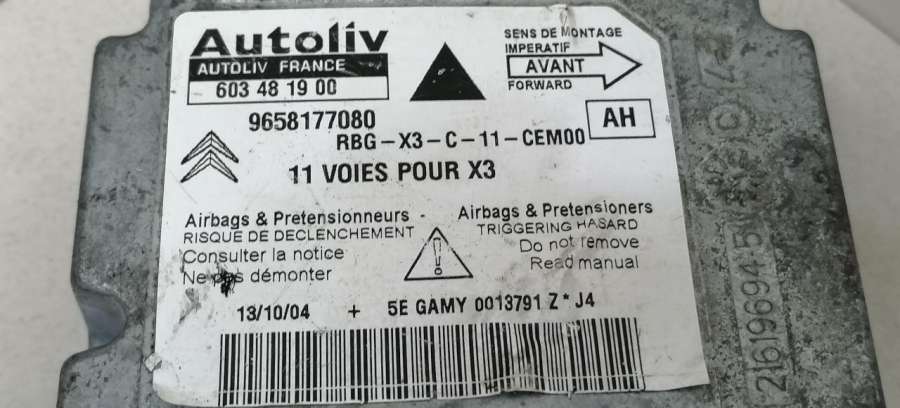 Autoliv
AUTOLIV FRANCE
603 48 19 00
SENS DE MONTAGE
IMPERATIF
AVANT
FORWARD
9658177080
RBG-X3-C-11-CEM00
AH
11 VOIES POUR X3
Airbags & Pretensionneurs -
RISQUE DE DECLENCHEMENT
Consulter la notice
Ne pas démonter
Airbags & Pretensioners
TRIGGERING HASARD
Do not remove
Read manual
13/10/04 + 5E GAMY 0013791 Z*J4